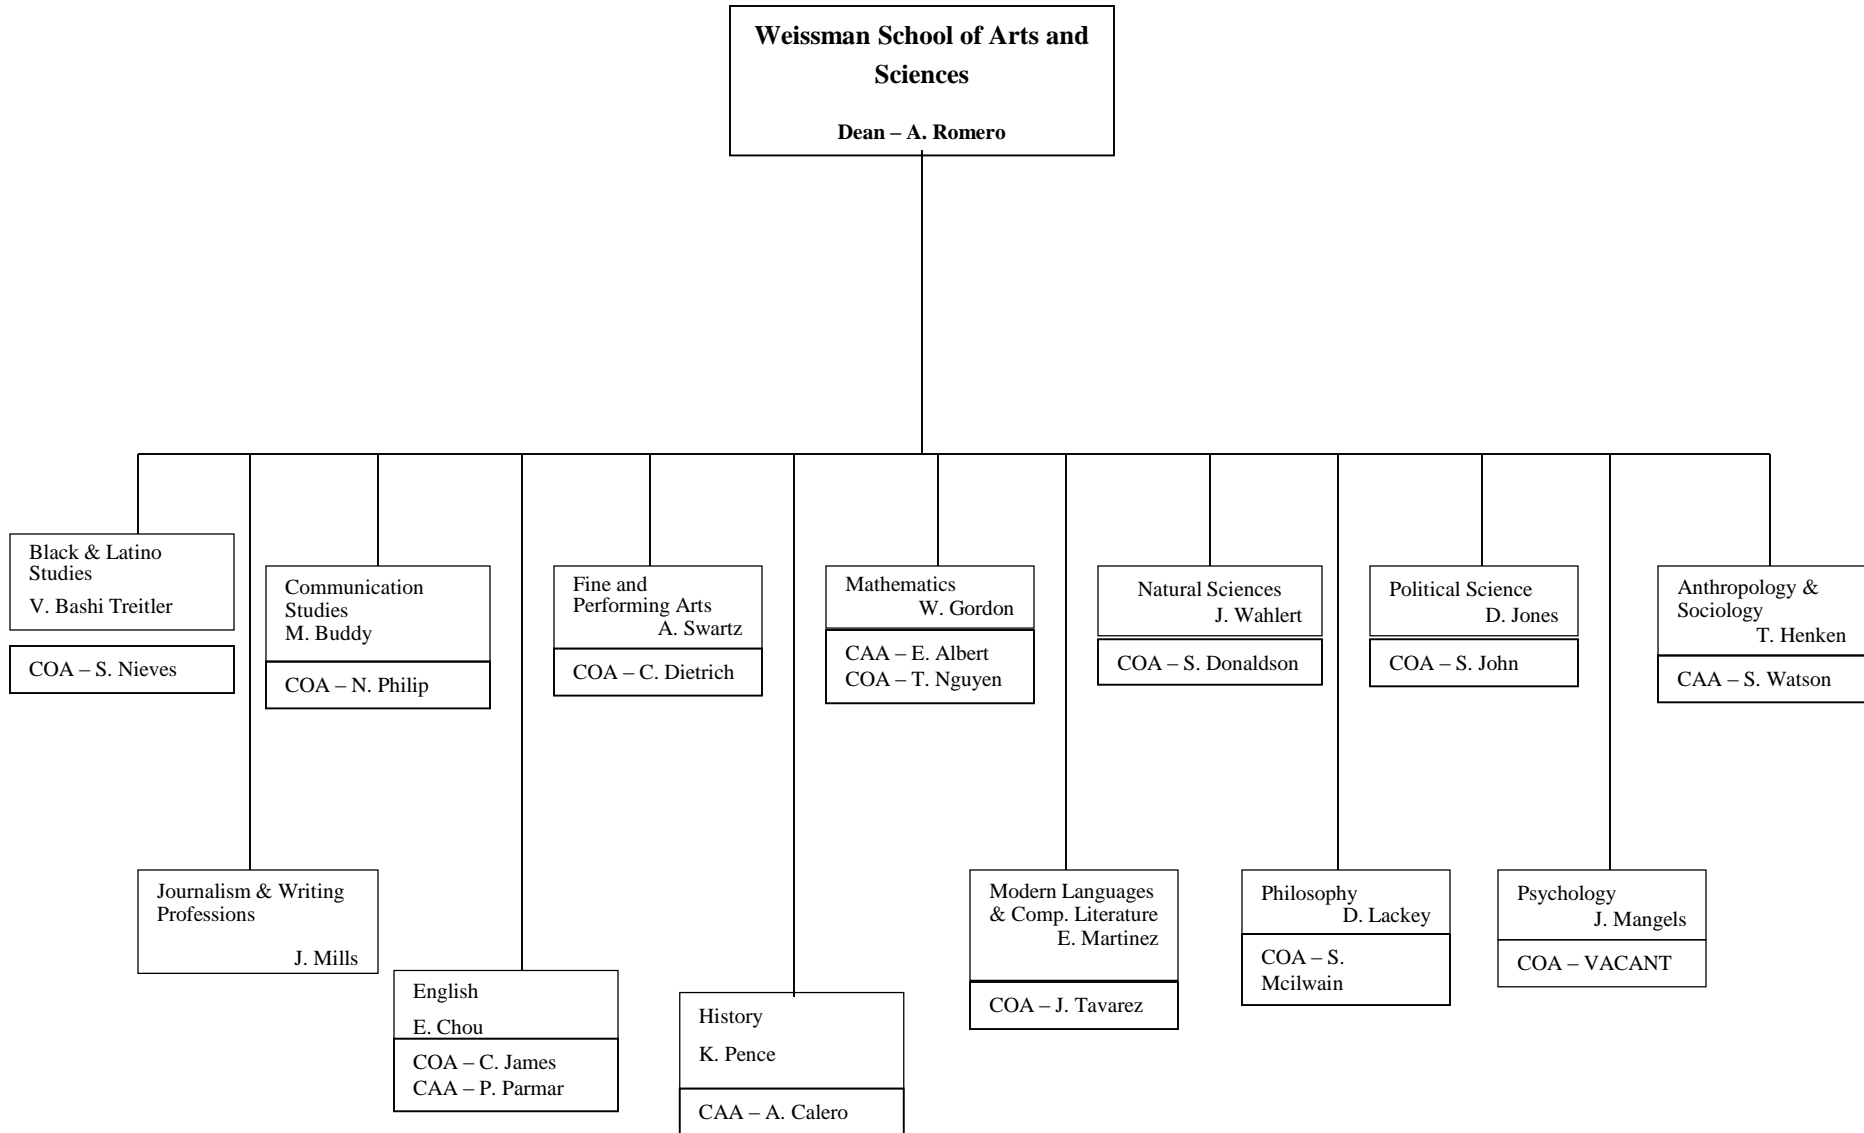 Weissman School of Arts and
Sciences
Dean – A. Romero
Black & Latino
Studies
V. Bashi Treitler
COA – S. Nieves
Communication
Studies
M. Buddy
COA – N. Philip
Fine and
Performing Arts
A. Swartz
COA – C. Dietrich
Mathematics
W. Gordon
CAA – E. Albert
COA – T. Nguyen
Natural Sciences
J. Wahlert
COA – S. Donaldson
Political Science
D. Jones
COA – S. John
Anthropology &
Sociology
T. Henken
CAA – S. Watson
Journalism & Writing
Professions
J. Mills
English
E. Chou
COA – C. James
CAA – P. Parmar
History
K. Pence
CAA – A. Calero
Modern Languages
& Comp. Literature
E. Martinez
COA – J. Tavarez
Philosophy
D. Lackey
COA – S.
Mcilwain
Psychology
J. Mangels
COA – VACANT